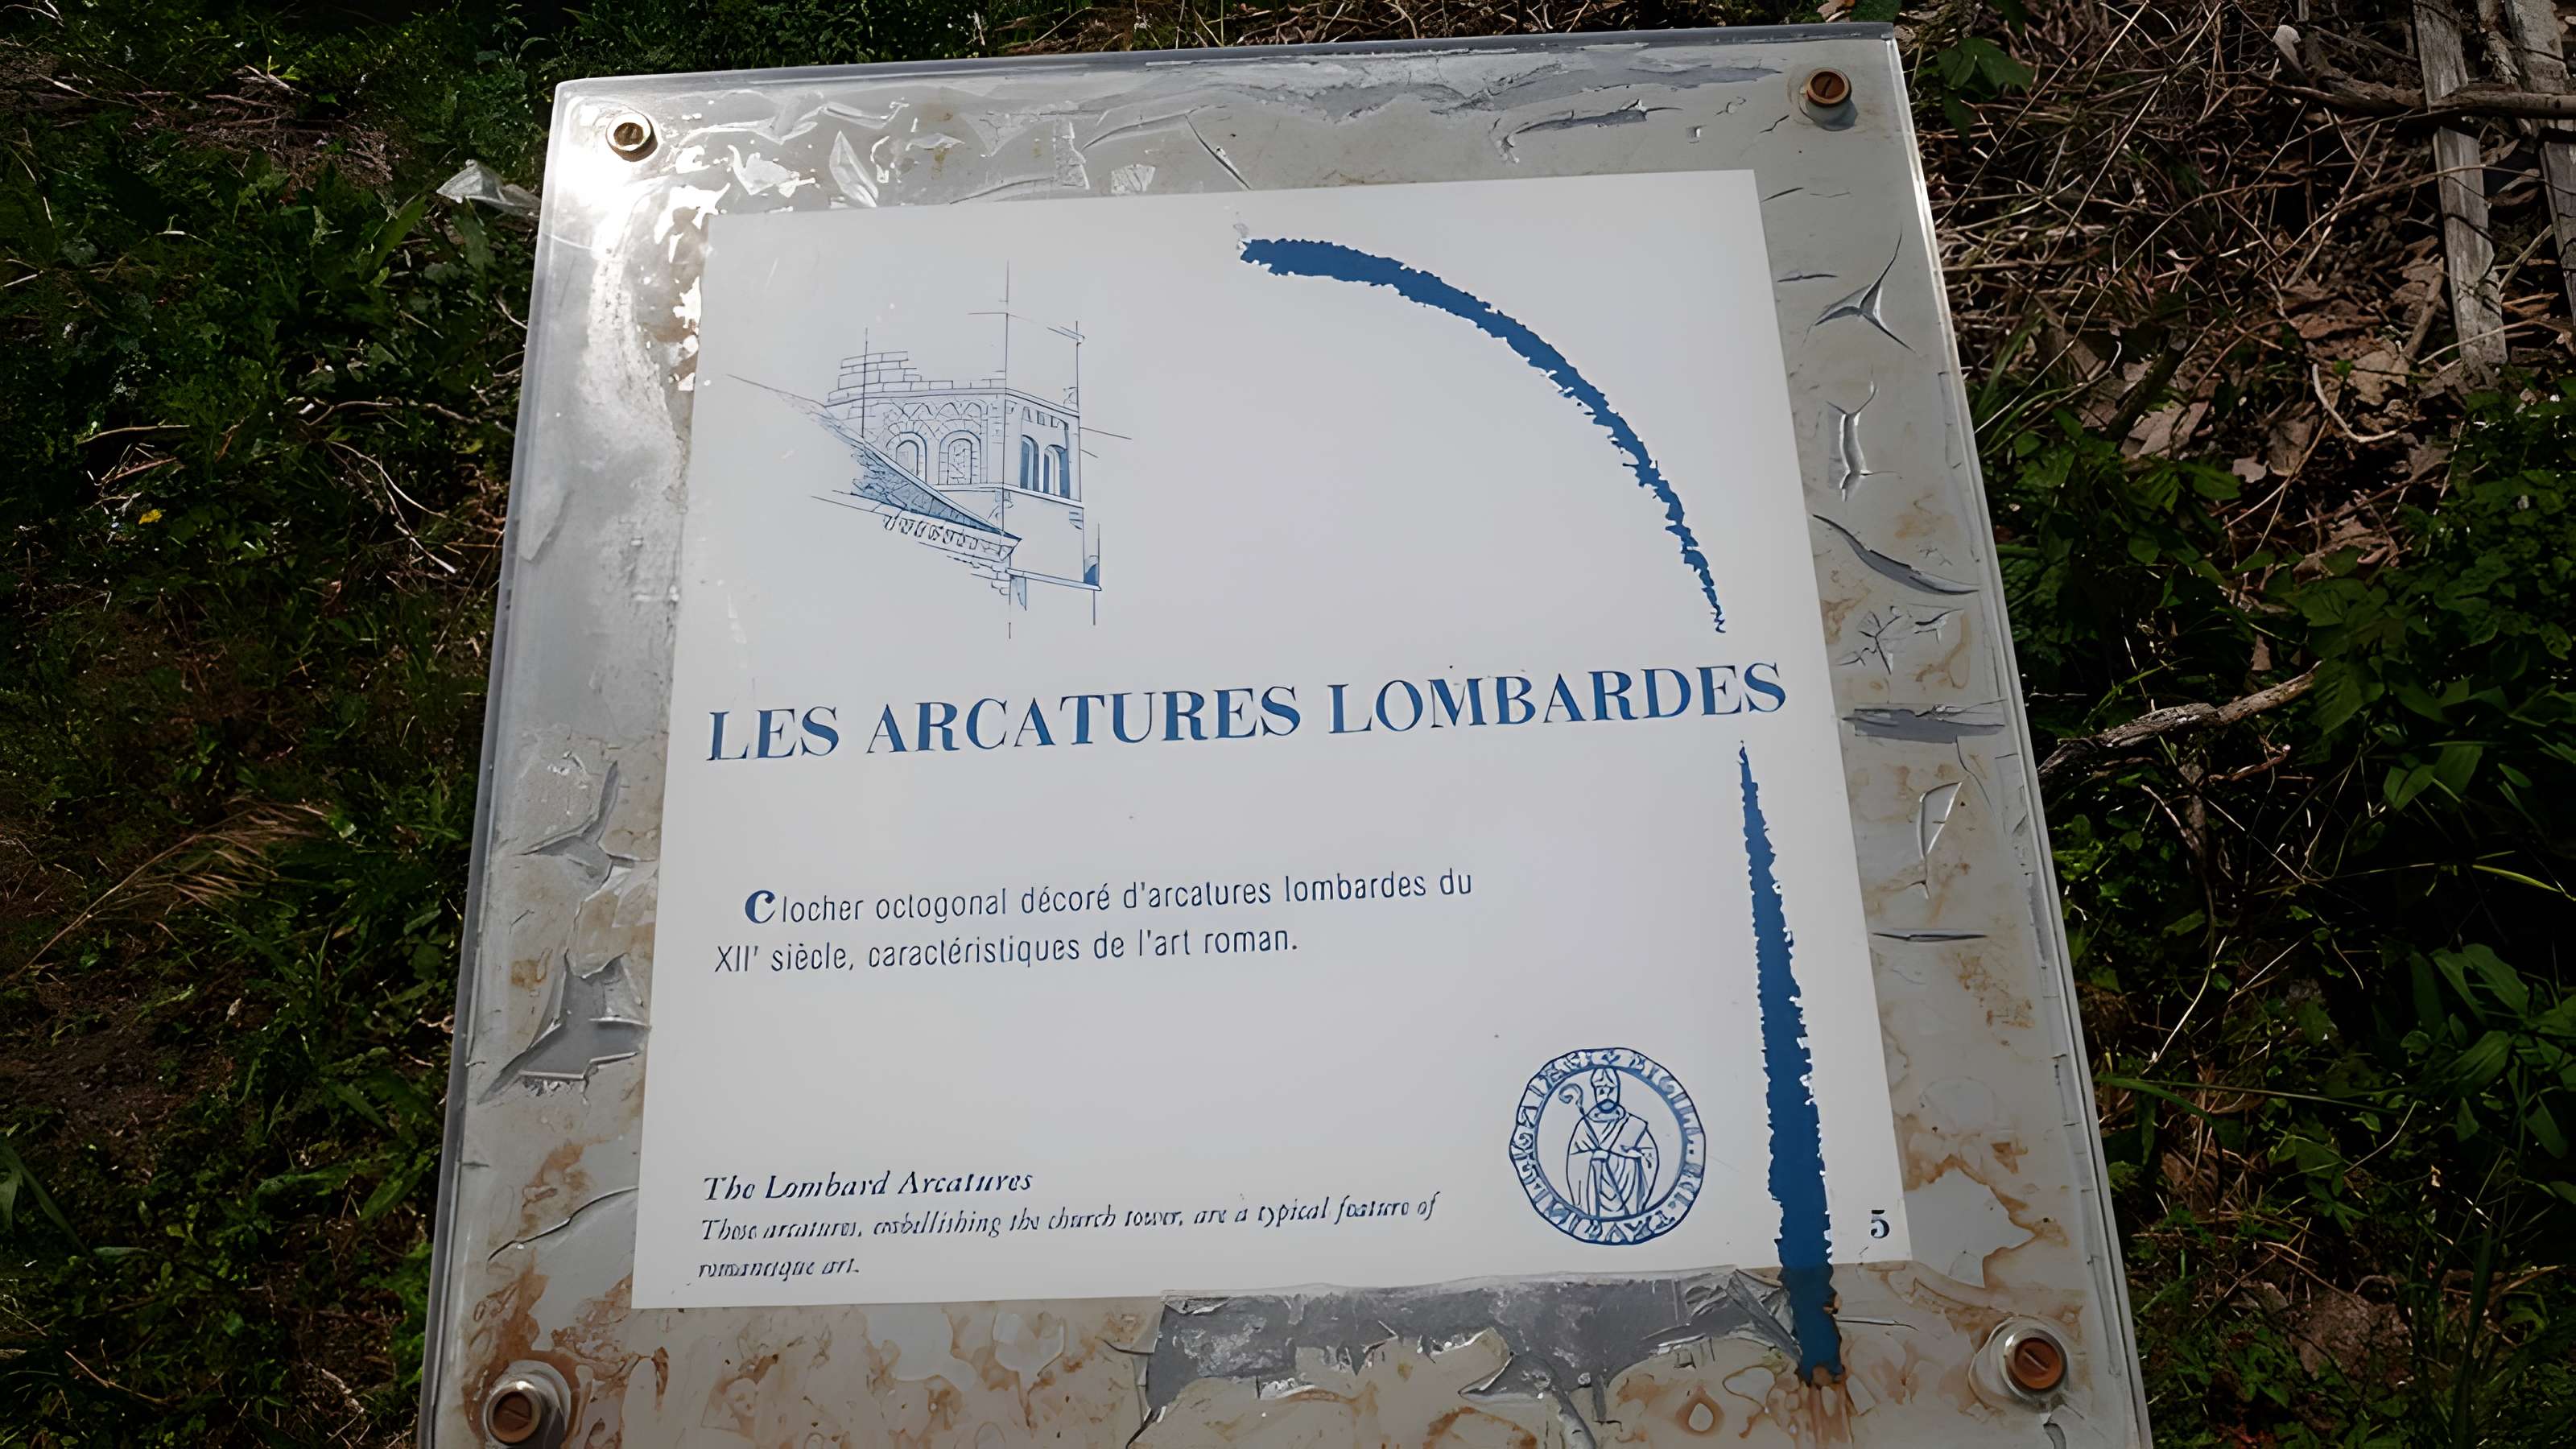 LES ARCATURES LOMBARDES
Clocher octogonal décoré d'arcatures lombardes du
XII' siècle, caractéristiques de l'art roman.
The Lombard Arcatures
These arcatures, embellishing the church tower, are a typical feature of
romanesque art.
5